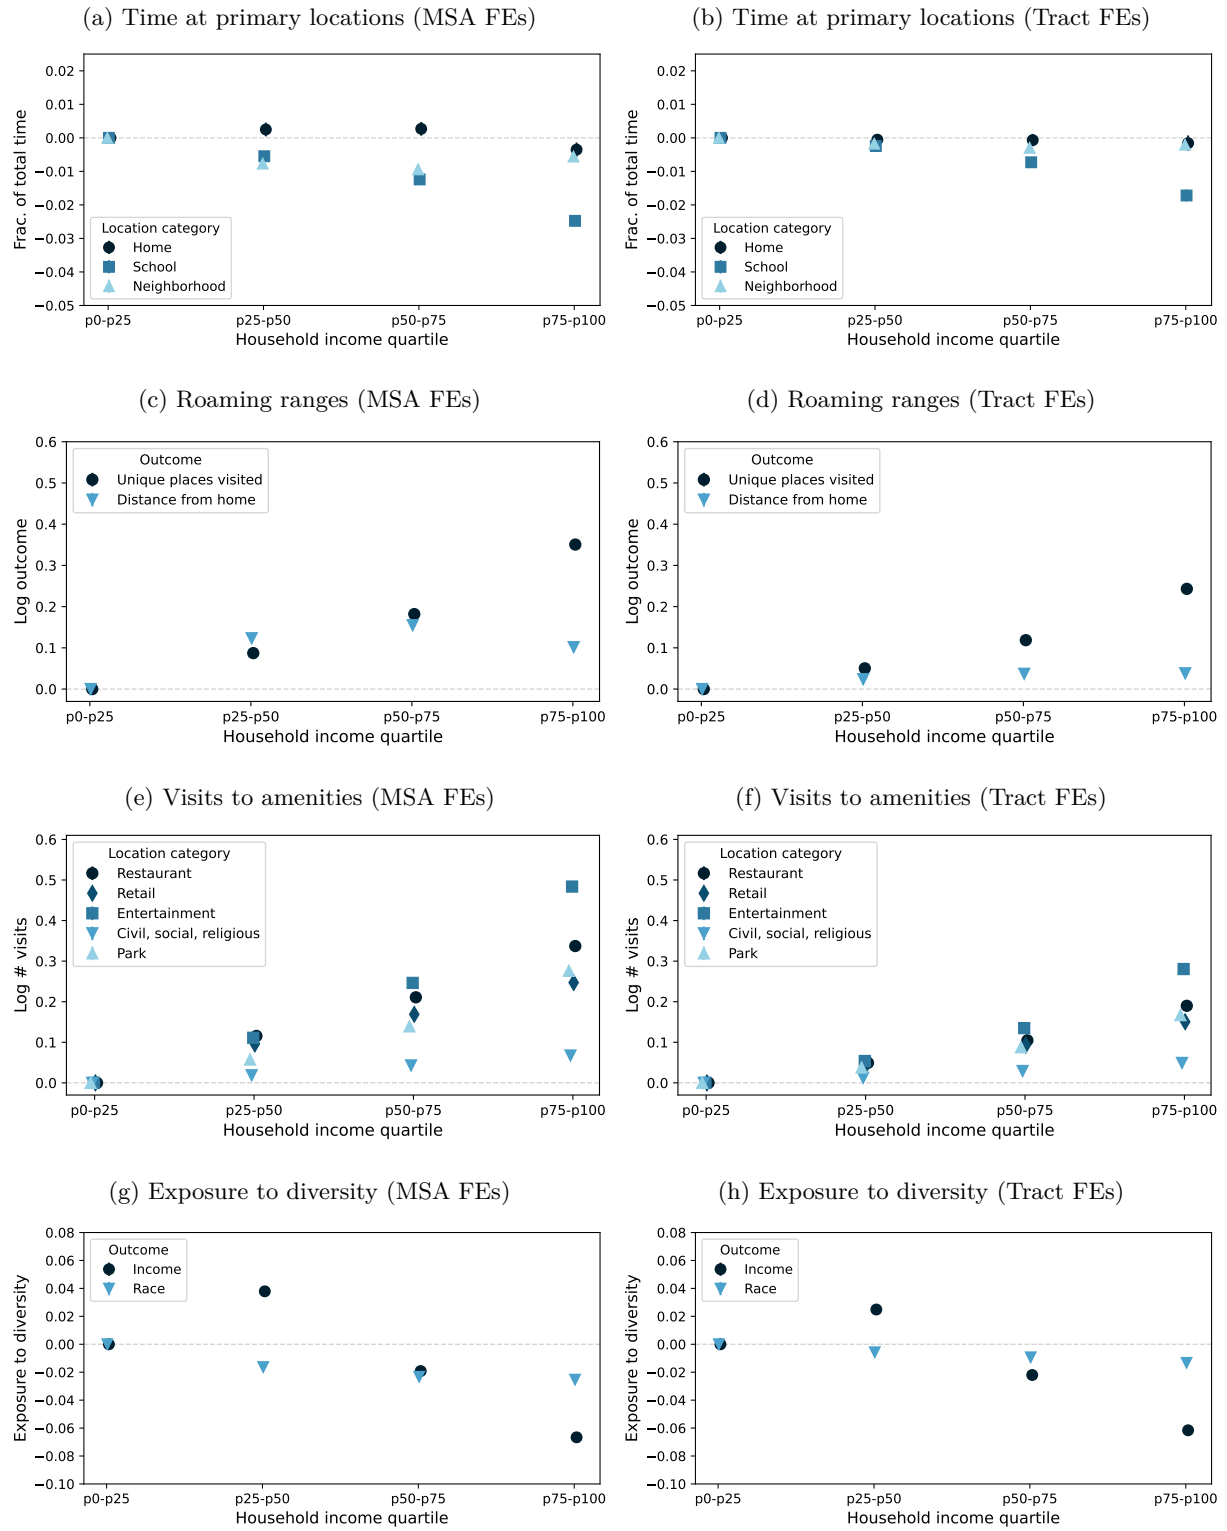 (a) Time at primary locations (MSA FEs)
0.02
0.01
0.00
−0.01
−0.02
−0.03
−0.04
−0.05
Frac. of total time
Location category
Home
School
Neighborhood
p0-p25
p25-p50
p50-p75
p75-p100
Household income quartile
(b) Time at primary locations (Tract FEs)
0.02
0.01
0.00
−0.01
−0.02
−0.03
−0.04
−0.05
Frac. of total time
Location category
Home
School
Neighborhood
p0-p25
p25-p50
p50-p75
p75-p100
Household income quartile
(c) Roaming ranges (MSA FEs)
0.6
0.5
0.4
0.3
0.2
0.1
0.0
Log outcome
Outcome
Unique places visited
Distance from home
p0-p25
p25-p50
p50-p75
p75-p100
Household income quartile
(d) Roaming ranges (Tract FEs)
0.6
0.5
0.4
0.3
0.2
0.1
0.0
Log outcome
Outcome
Unique places visited
Distance from home
p0-p25
p25-p50
p50-p75
p75-p100
Household income quartile
(e) Visits to amenities (MSA FEs)
0.6
0.5
0.4
0.3
0.2
0.1
0.0
Log # visits
Location category
Restaurant
Retail
Entertainment
Civil, social, religious
Park
p0-p25
p25-p50
p50-p75
p75-p100
Household income quartile
(f) Visits to amenities (Tract FEs)
0.6
0.5
0.4
0.3
0.2
0.1
0.0
Log # visits
Location category
Restaurant
Retail
Entertainment
Civil, social, religious
Park
p0-p25
p25-p50
p50-p75
p75-p100
Household income quartile
(g) Exposure to diversity (MSA FEs)
0.08
0.06
0.04
0.02
0.00
−0.02
−0.04
−0.06
−0.08
−0.10
Exposure to diversity
Outcome
Income
Race
p0-p25
p25-p50
p50-p75
p75-p100
Household income quartile
(h) Exposure to diversity (Tract FEs)
0.08
0.06
0.04
0.02
0.00
−0.02
−0.04
−0.06
−0.08
−0.10
Exposure to diversity
Outcome
Income
Race
p0-p25
p25-p50
p50-p75
p75-p100
Household income quartile